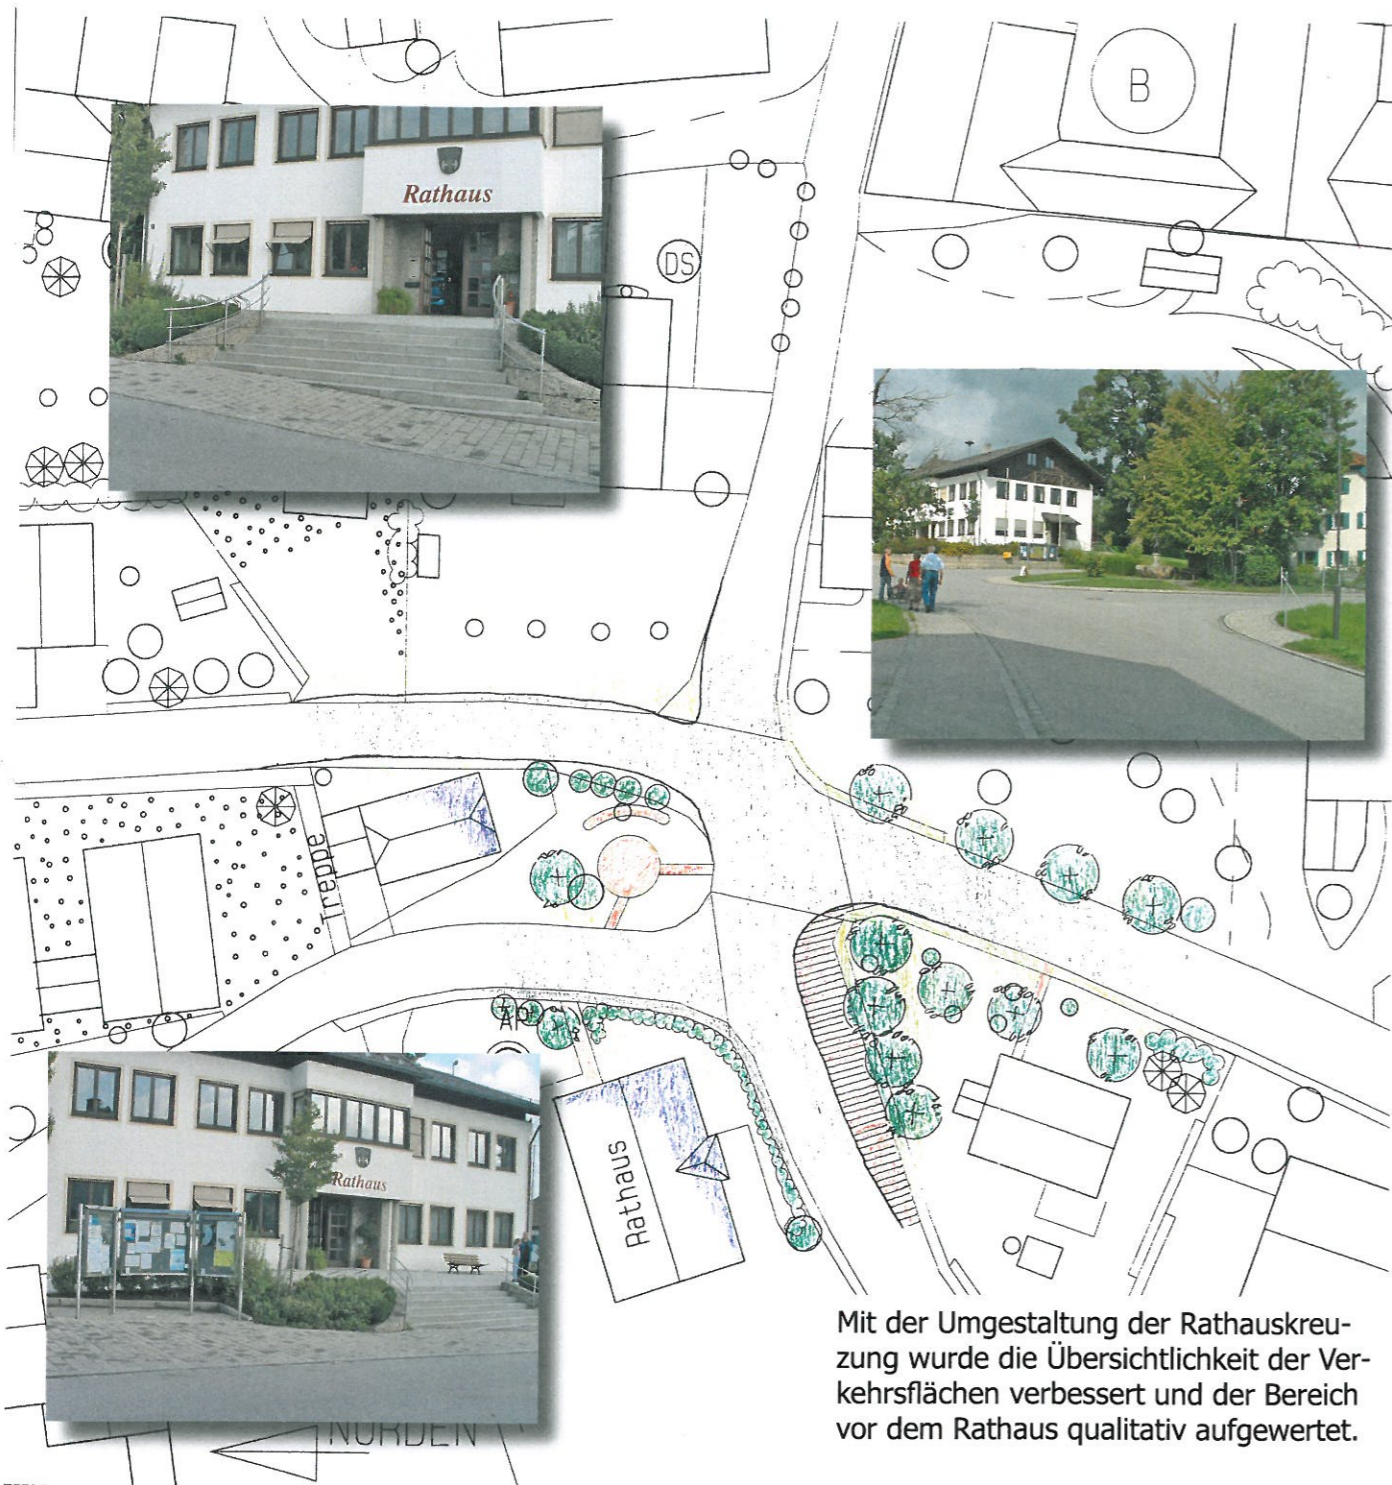 B
Rathaus
DS
Treppe
AP
Rathaus
Rathaus
NORDEN
Mit der Umgestaltung der Rathauskreu-
zung wurde die Übersichtlichkeit der Ver-
kehrsflächen verbessert und der Bereich
vor dem Rathaus qualitativ aufgewertet.